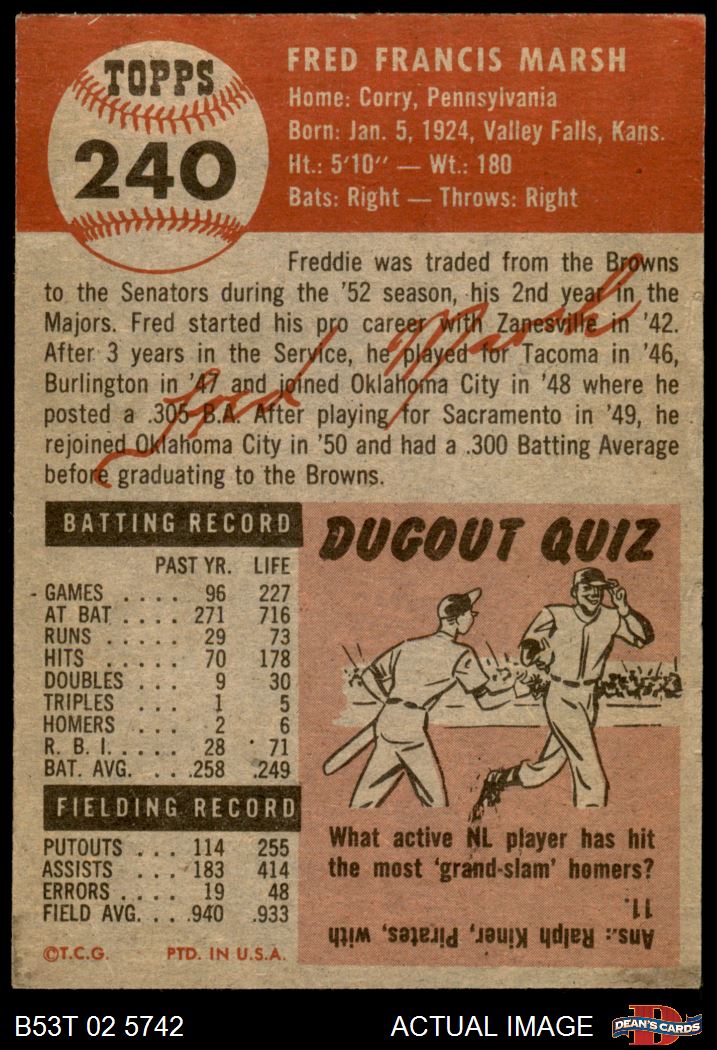 TOPPS
240
FRED FRANCIS MARSH
Home: Corry, Pennsylvania
Born: Jan. 5, 1924, Valley Falls, Kans.
Ht.: 5'10" — Wt.: 180
Bats: Right — Throws: Right
Freddie was traded from the Browns
to the Senators during the '52 season, his 2nd year in the
Majors. Fred started his pro career with Zanesville in '42.
After 3 years in the Service, he played for Tacoma in '46,
Burlington in '47 and joined Oklahoma City in '48 where he
posted a .305 B.A. After playing for Sacramento in '49, he
rejoined Oklahoma City in '50 and had a .300 Batting Average
before graduating to the Browns.
Fred Marsh
BATTING RECORD
PAST YR. LIFE
GAMES .... 96 227
AT BAT .... 271 716
RUNS ..... 29 73
HITS ..... 70 178
DOUBLES ... 9 30
TRIPLES ... 1 5
HOMERS ... 2 6
R. B. I. .... 28 71
BAT. AVG. ... .258 .249
FIELDING RECORD
PUTOUTS ... 114 255
ASSISTS ... 183 414
ERRORS .... 19 48
FIELD AVG. .. .940 .933
©T.C.G. PTD. IN U.S.A.
DUGOUT QUIZ
What active NL player has hit
the most 'grand-slam' homers?
Ans.: Ralph Kiner, Pirates, with
11.
B53T 02 5742 ACTUAL IMAGE
DEAN'S CARDS